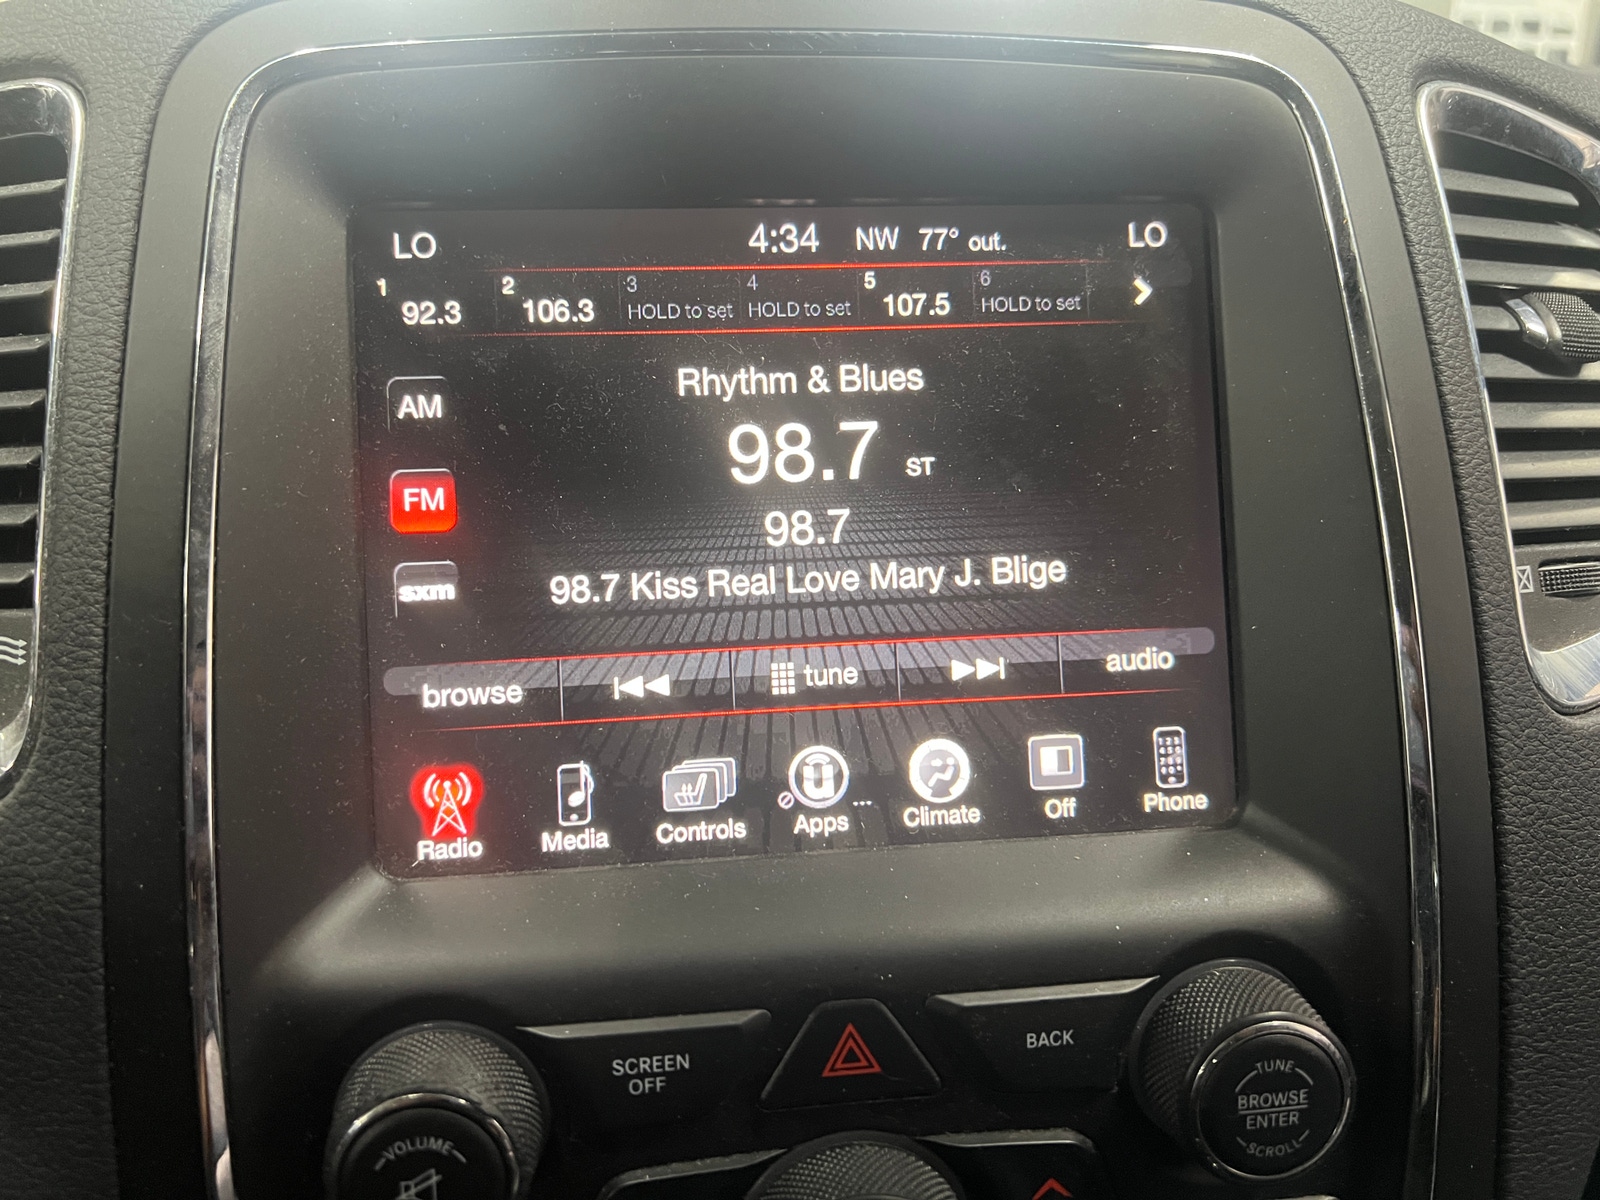 LO 4:34 NW 77° out. LO
1 92.3 2 106.3 3 HOLD to set 4 HOLD to set 5 107.5 6 HOLD to set
Rhythm & Blues
AM
98.7 ST
FM
98.7
98.7 Kiss Real Love Mary J. Blige
sxm
browse tune audio
Radio Media Controls Apps ... Climate Off Phone
SCREEN
OFF
BACK
TUNE
BROWSE
ENTER
SCROLL
VOLUME